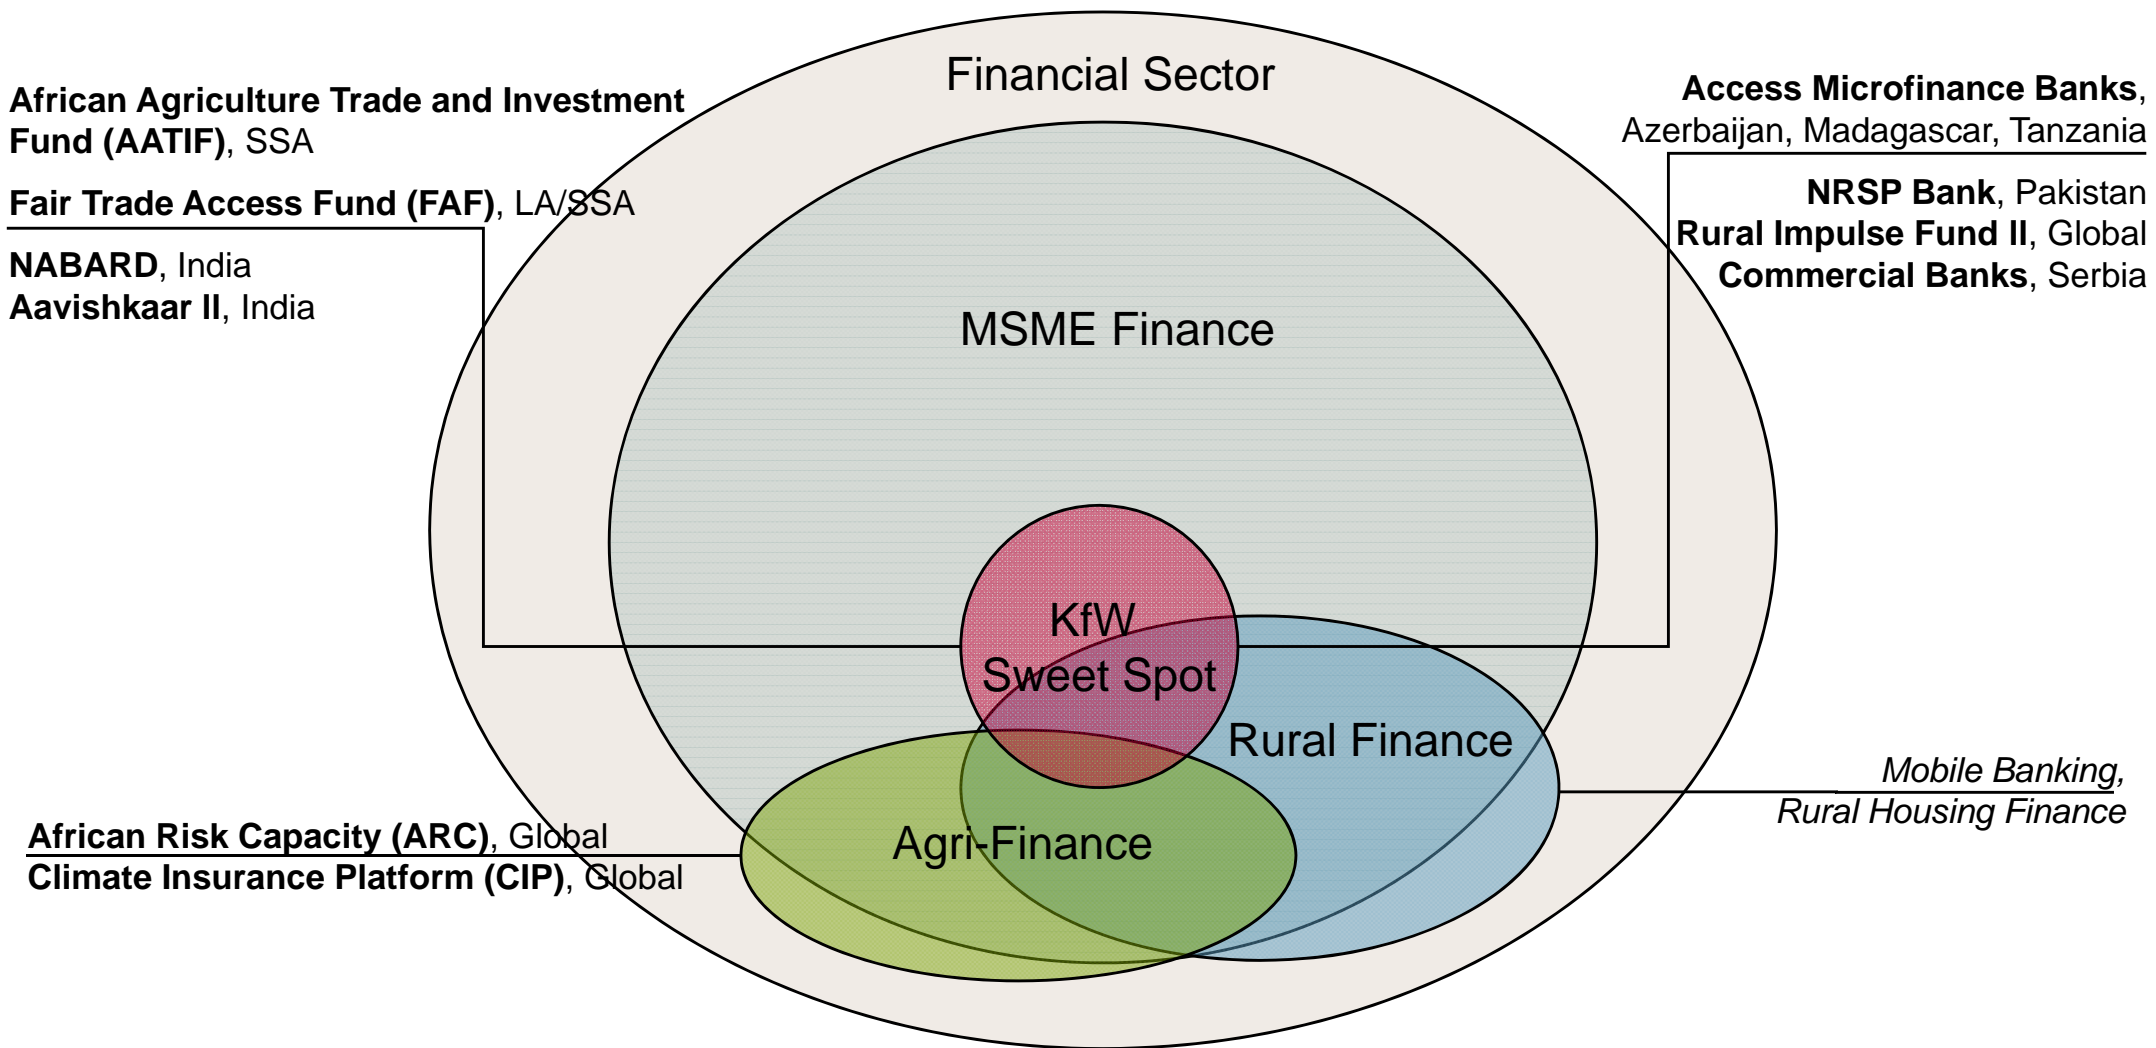 Financial Sector
African Agriculture Trade and Investment
Fund (AATIF), SSA
Fair Trade Access Fund (FAF), LA/SSA
NABARD, India
Aavishkaar II, India
Access Microfinance Banks,
Azerbaijan, Madagascar, Tanzania
NRSP Bank, Pakistan
Rural Impulse Fund II, Global
Commercial Banks, Serbia
MSME Finance
KfW
Sweet Spot
Rural Finance
Agri-Finance
Mobile Banking,
Rural Housing Finance
African Risk Capacity (ARC), Global
Climate Insurance Platform (CIP), Global